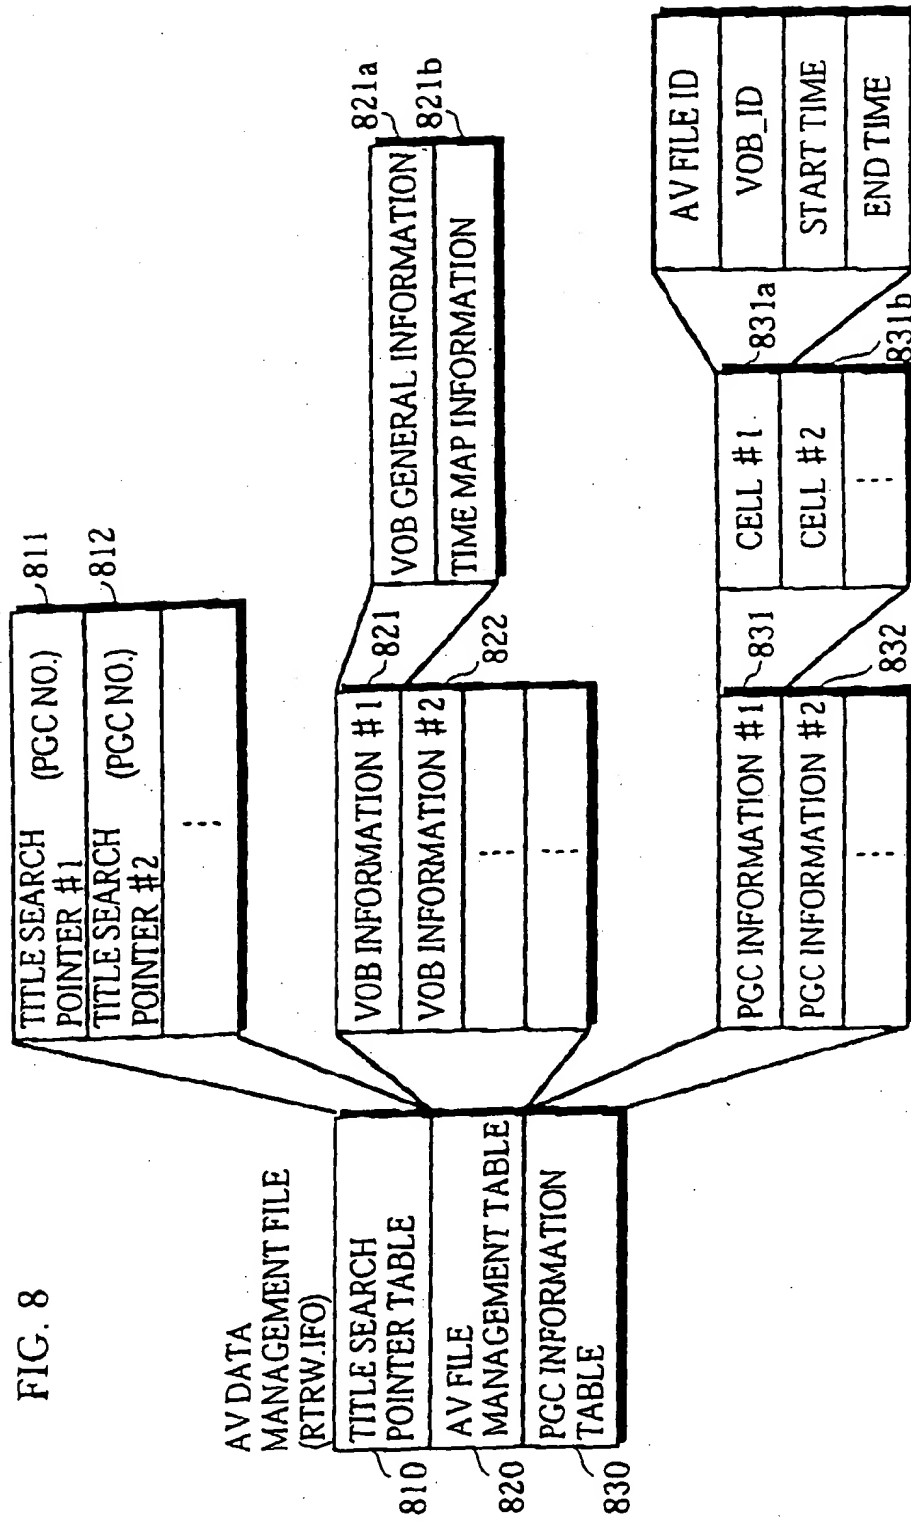 FIG. 8
AV DATA
MANAGEMENT FILE
(RTRW.IFO)
TITLE SEARCH
POINTER TABLE
810
AV FILE
MANAGEMENT TABLE
820
PGC INFORMATION
TABLE
830
TITLE SEARCH
POINTER #1 (PGC NO.)
811
TITLE SEARCH
POINTER #2 (PGC NO.)
812
VOB INFORMATION #1
821
VOB INFORMATION #2
822
VOB GENERAL INFORMATION
821a
TIME MAP INFORMATION
821b
PGC INFORMATION #1
831
PGC INFORMATION #2
832
CELL #1
831a
CELL #2
831b
AV FILE ID
VOB_ID
START TIME
END TIME